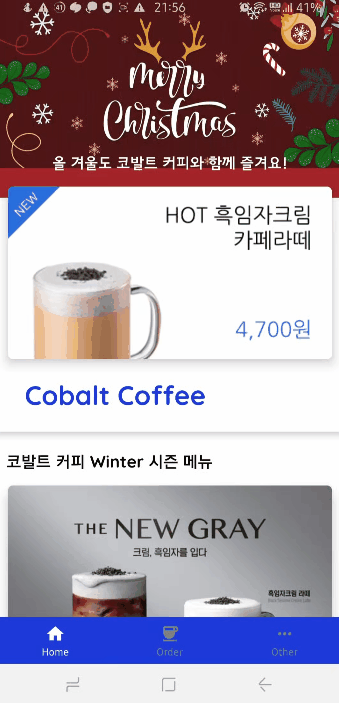 41 21:56 41%
merry
Christmas
올 겨울도 코발트 커피와 함께 즐겨요!
NEW
HOT 흑임자크림
카페라떼
4,700원
Cobalt Coffee
코발트 커피 Winter 시즌 메뉴
THE NEW GRAY
크림, 흑임자를 입다
흑임자크림 라떼
Home Order Other